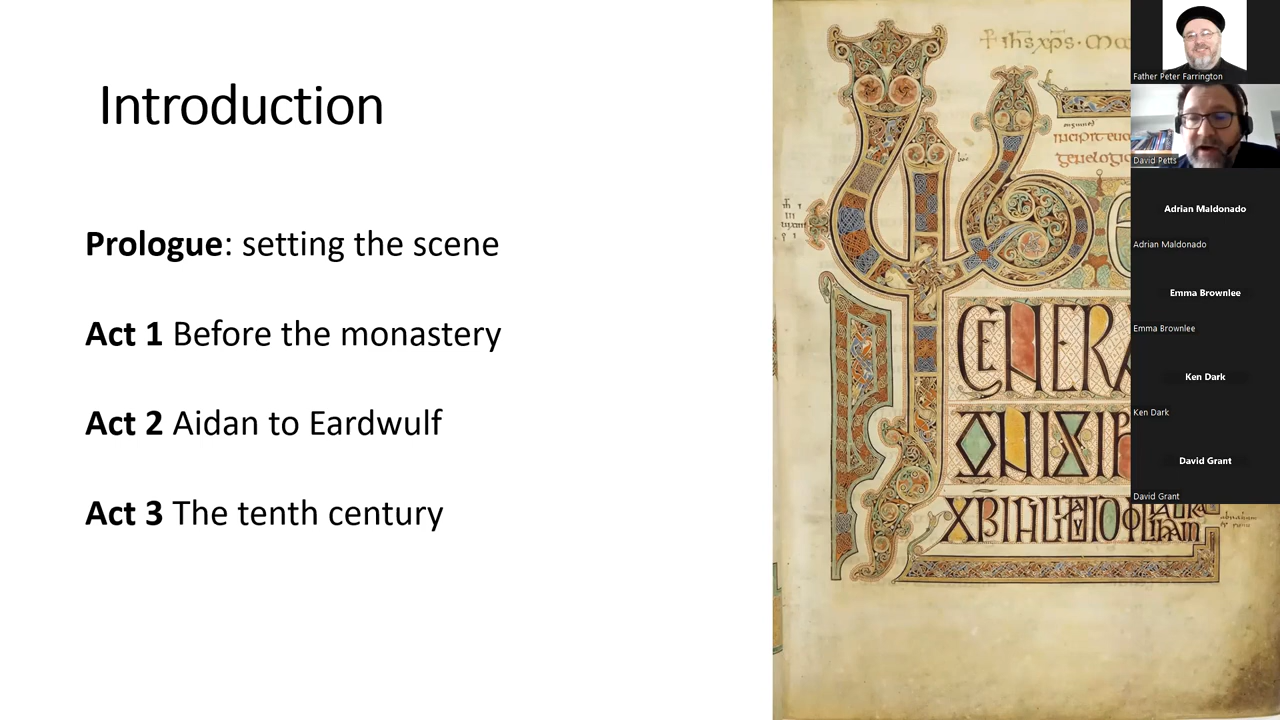 Introduction
Prologue: setting the scene
Act 1 Before the monastery
Act 2 Aidan to Eardwulf
Act 3 The tenth century
ihs xps
Father Peter Farrington
David Petts
Adrian Maldonado
Adrian Maldonado
Emma Brownlee
Emma Brownlee
Ken Dark
Ken Dark
David Grant
David Grant